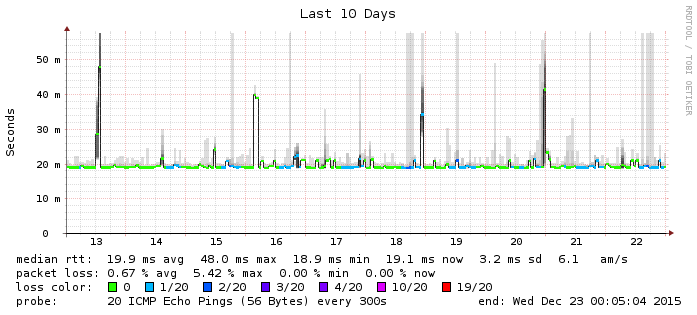 Last 10 Days
RRDTOOL / TOBI OETIKER
Seconds
50 m
40 m
30 m
20 m
10 m
0
13 14 15 16 17 18 19 20 21 22
median rtt: 19.9 ms avg 48.0 ms max 18.9 ms min 19.1 ms now 3.2 ms sd 6.1 am/s
packet loss: 0.67 % avg 5.42 % max 0.00 % min 0.00 % now
loss color: 0 1/20 2/20 3/20 4/20 10/20 19/20
probe: 20 ICMP Echo Pings (56 Bytes) every 300s end: Wed Dec 23 00:05:04 2015